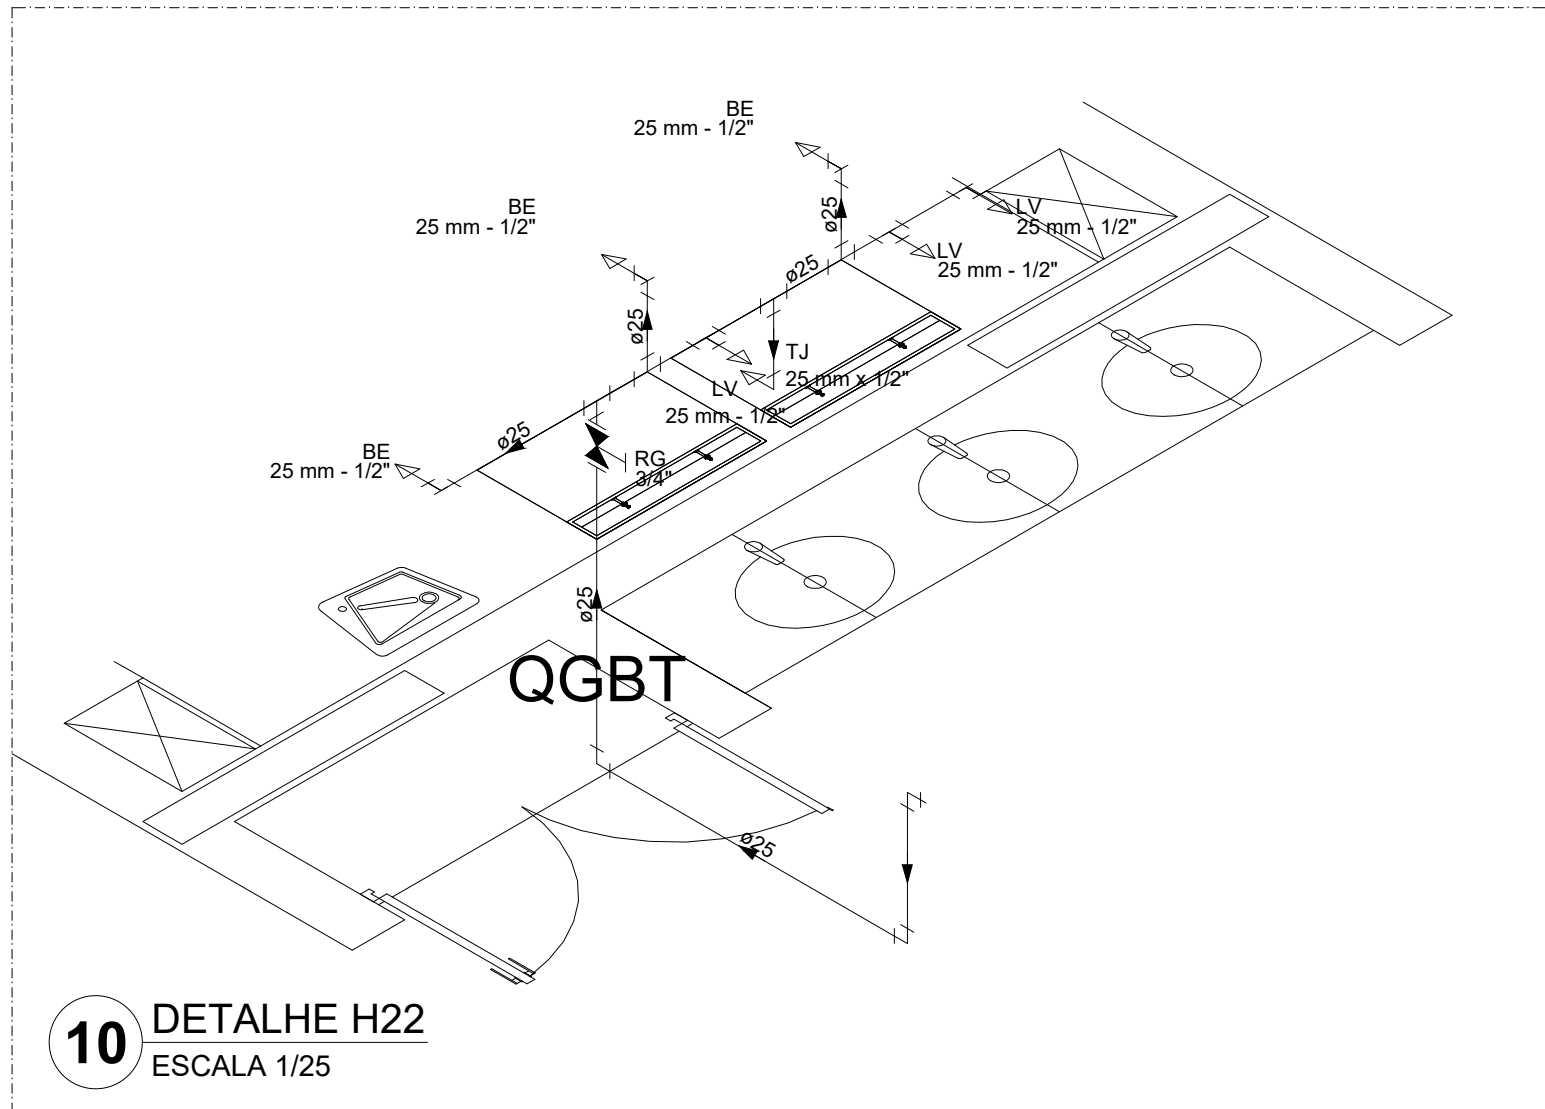 BE
25 mm - 1/2"
BE
25 mm - 1/2"
ø25
LV
25 mm - 1/2"
LV
25 mm - 1/2"
ø25
ø25
TJ
25 mm x 1/2"
LV
25 mm - 1/2"
ø25
BE
25 mm - 1/2"
RG
3/4"
ø25
QGBT
ø25
10
DETALHE H22
ESCALA 1/25